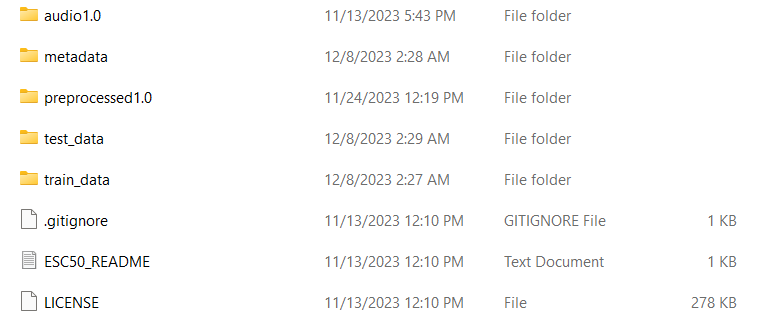 audio1.0 11/13/2023 5:43 PM File folder
metadata 12/8/2023 2:28 AM File folder
preprocessed1.0 11/24/2023 12:19 PM File folder
test_data 12/8/2023 2:29 AM File folder
train_data 12/8/2023 2:27 AM File folder
.gitignore 11/13/2023 12:10 PM GITIGNORE File 1 KB
ESC50_README 11/13/2023 12:10 PM Text Document 1 KB
LICENSE 11/13/2023 12:10 PM File 278 KB